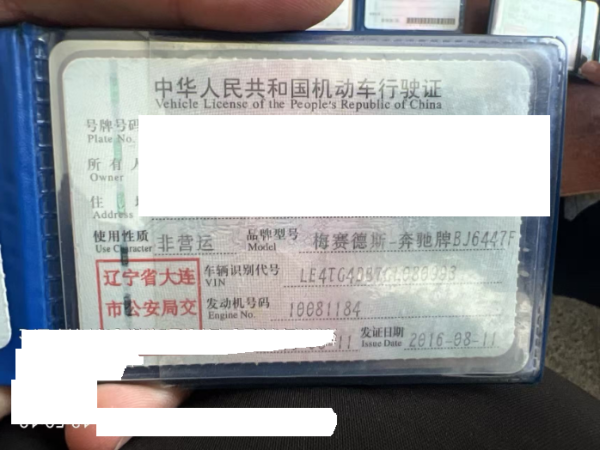 中华人民共和国机动车行驶证
Vehicle License of the People's Republic of China
号牌号码
Plate No.
所有人
Owner
住
Address
使用性质 非营运 品牌型号 梅赛德斯-奔驰牌BJ6447F
Use Character Model
辽宁省大连 车辆识别代号
VIN
市公安局交 发动机号码 10081184
Engine No.
发证日期 2016-08-11
Issue Date